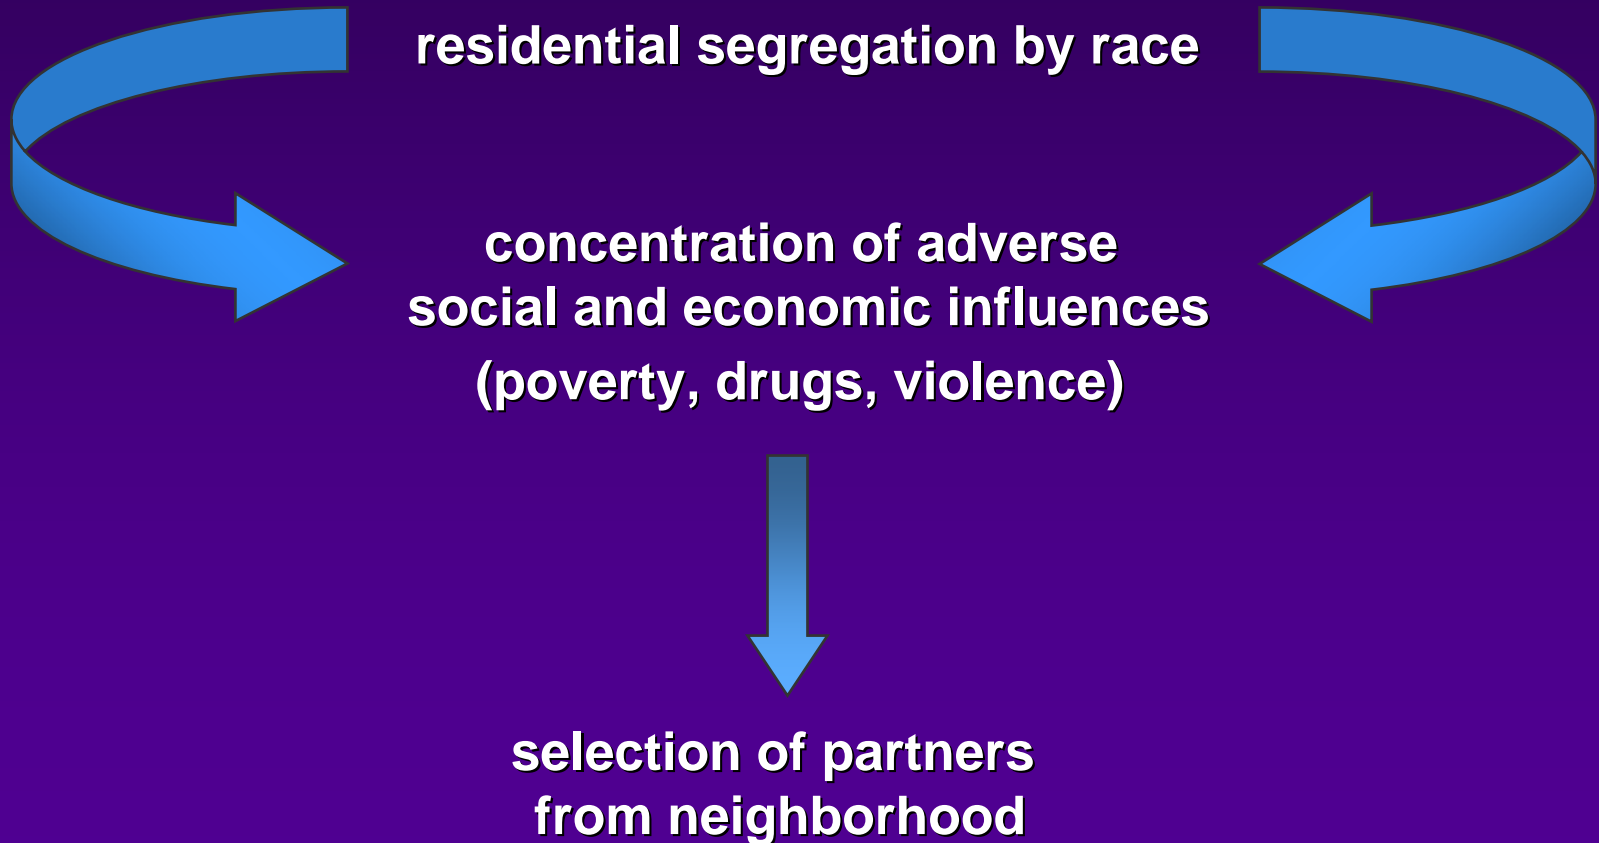 residential segregation by race
concentration of adverse
social and economic influences
(poverty, drugs, violence)
selection of partners
from neighborhood